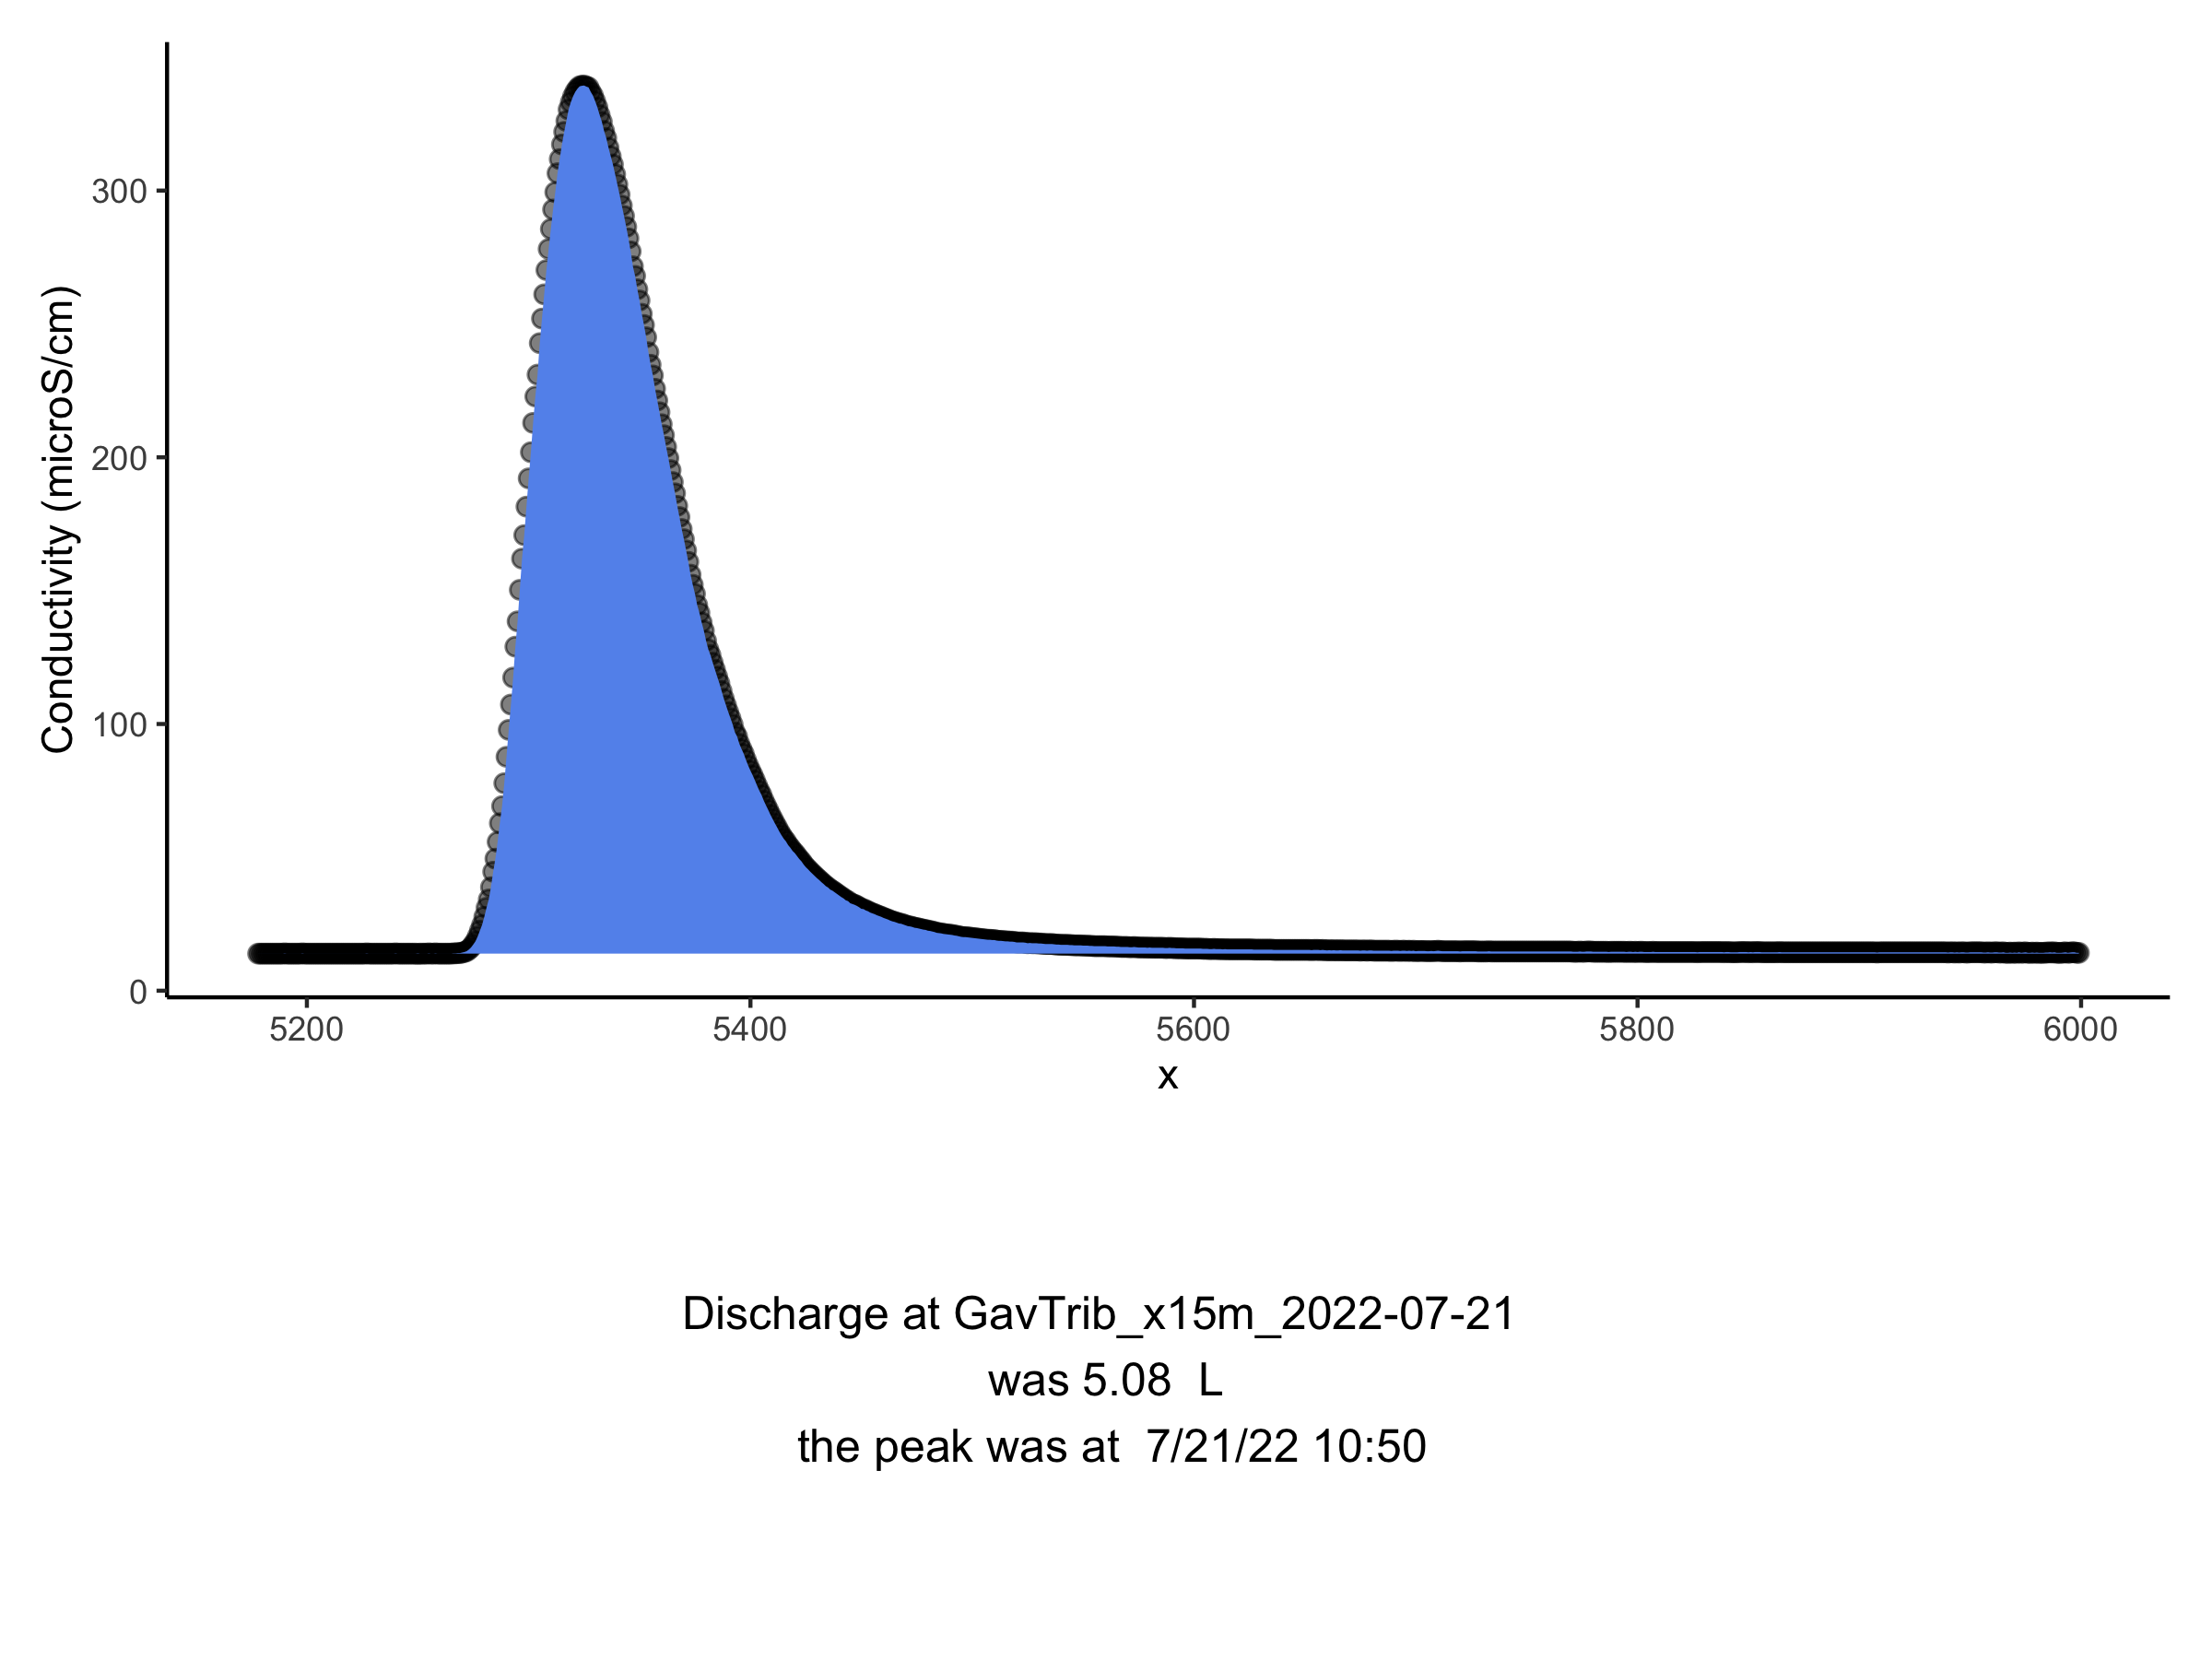 Conductivity (microS/cm)
300
200
100
0
5200 5400 5600 5800 6000
x
Discharge at GavTrib_x15m_2022-07-21
was 5.08  L
the peak was at  7/21/22 10:50